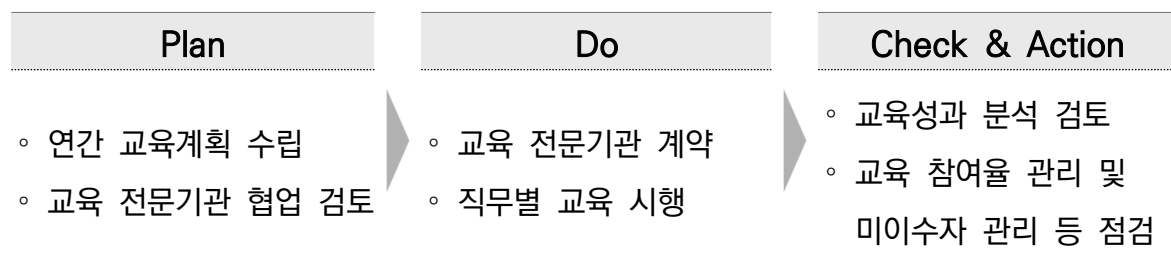 Plan
◦ 연간 교육계획 수립
◦ 교육 전문기관 협업 검토
Do
◦ 교육 전문기관 계약
◦ 직무별 교육 시행
Check & Action
◦ 교육성과 분석 검토
◦ 교육 참여율 관리 및
미이수자 관리 등 점검